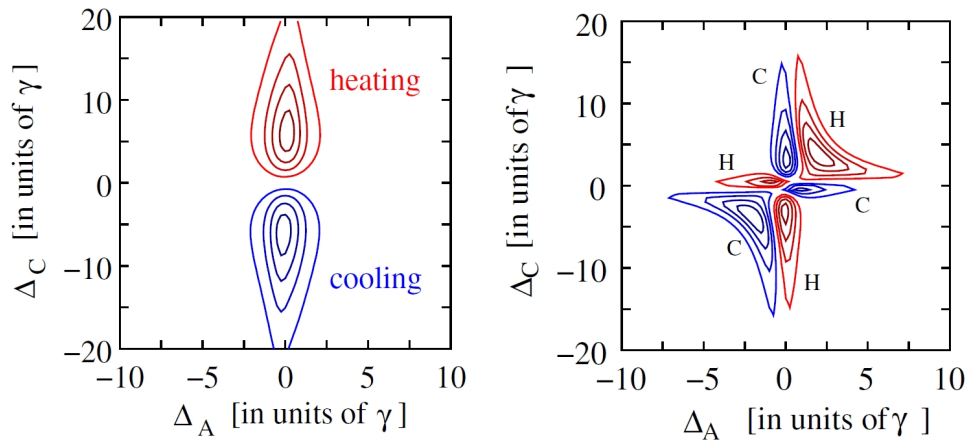 20
10
0
−10
−20
Δ_C [in units of γ]
heating
cooling
−10 −5 0 5 10
Δ_A [in units of γ]
20
10
0
−10
−20
Δ_C [in units of γ]
C
H
H
C
C
H
−10 −5 0 5 10
Δ_A [in units of γ]